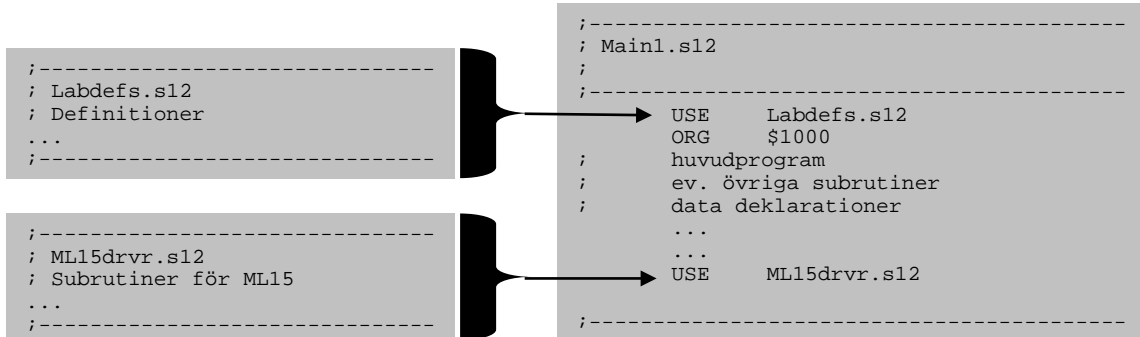 ;-------------------------------
; Labdefs.s12
; Definitioner
...
;-------------------------------
;-------------------------------
; ML15drvr.s12
; Subrutiner för ML15
...
;-------------------------------
;------------------------------------------
; Main1.s12
;
;------------------------------------------
USE Labdefs.s12
ORG $1000
; huvudprogram
; ev. övriga subrutiner
; data deklarationer
...
...
USE ML15drvr.s12
;------------------------------------------